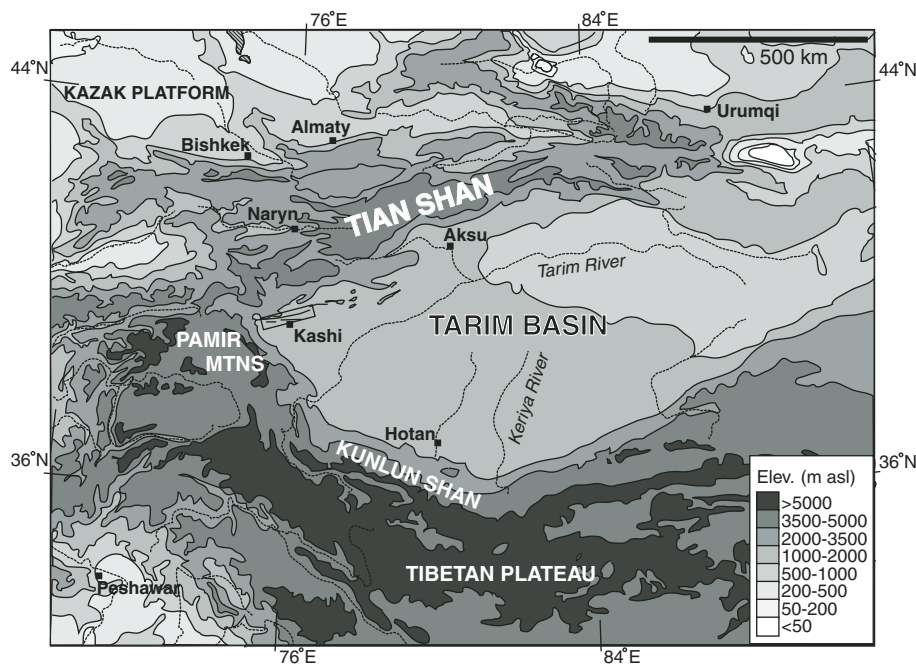 76˚E
84˚E
500 km
44˚N
44˚N
KAZAK PLATFORM
Urumqi
Almaty
Bishkek
TIAN SHAN
Naryn
Aksu
Tarim River
TARIM BASIN
Kashi
PAMIR
MTNS
Keriya River
Hotan
KUNLUN SHAN
36˚N
36˚N
Elev. (m asl)
>5000
3500-5000
2000-3500
1000-2000
500-1000
200-500
50-200
<50
TIBETAN PLATEAU
Peshawar
76˚E
84˚E